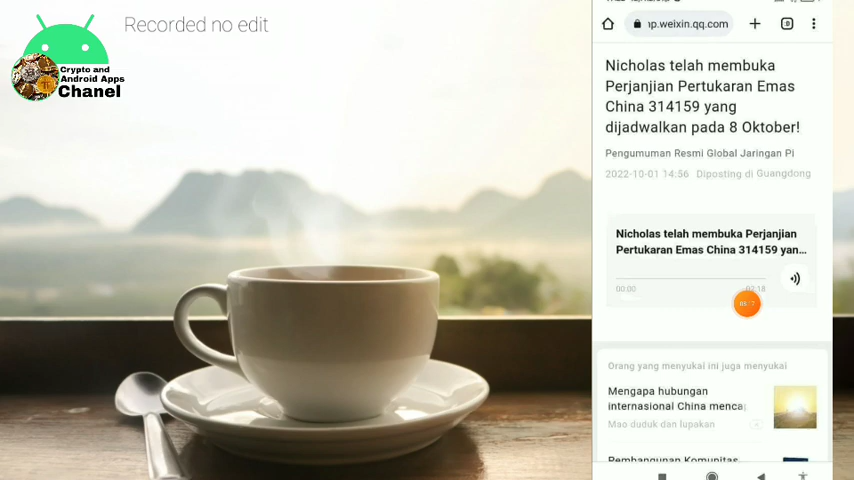 Recorded no edit
Crypto and
Android Apps
Chanel
np.weixin.qq.com
Nicholas telah membuka
Perjanjian Pertukaran Emas
China 314159 yang
dijadwalkan pada 8 Oktober!
Pengumuman Resmi Global Jaringan Pi
2022-10-01 14:56 Diposting di Guangdong
Nicholas telah membuka Perjanjian
Pertukaran Emas China 314159 yan...
00:00
02:18
Orang yang menyukai ini juga menyukai
Mengapa hubungan
internasional China menca
Mao duduk dan lupakan
Pembangunan Komunitas